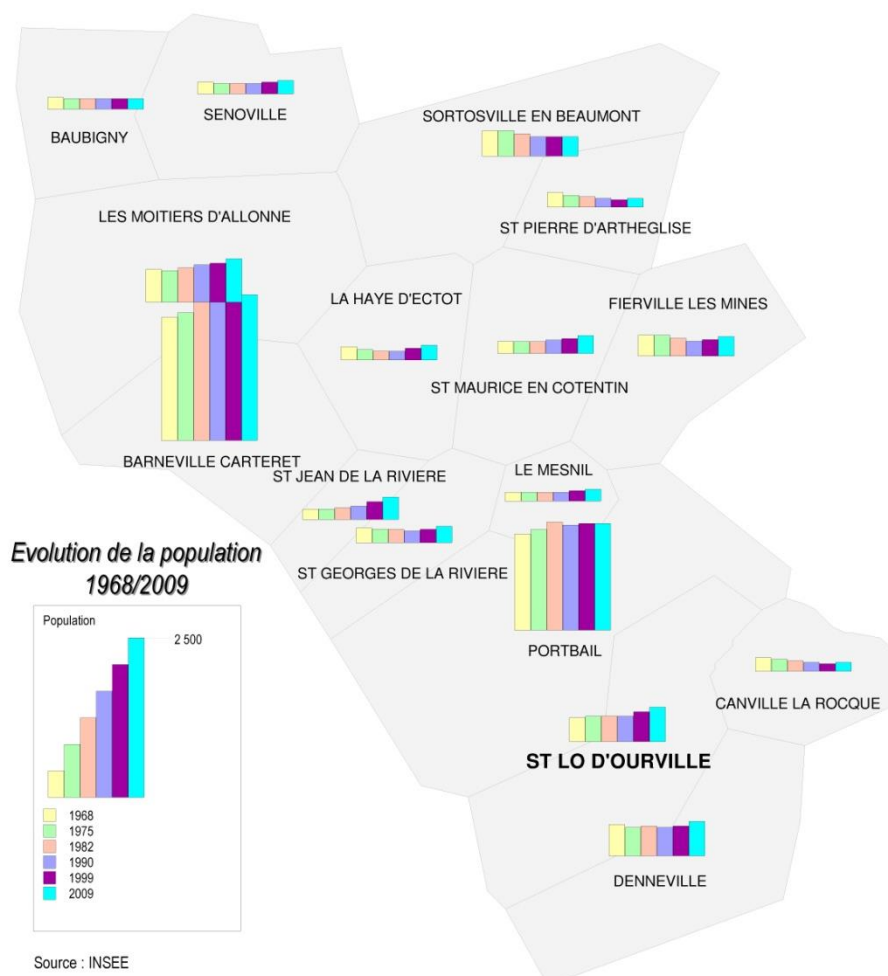 SENOVILLE
BAUBIGNY
SORTOSVILLE EN BEAUMONT
LES MOITIERS D'ALLONNE
ST PIERRE D'ARTHEGLISE
LA HAYE D'ECTOT
FIERVILLE LES MINES
ST MAURICE EN COTENTIN
BARNEVILLE CARTERET
ST JEAN DE LA RIVIERE
LE MESNIL
ST GEORGES DE LA RIVIERE
PORTBAIL
CANVILLE LA ROCQUE
ST LO D'OURVILLE
DENNEVILLE
Evolution de la population
1968/2009
Population
2 500
1968
1975
1982
1990
1999
2009
Source : INSEE